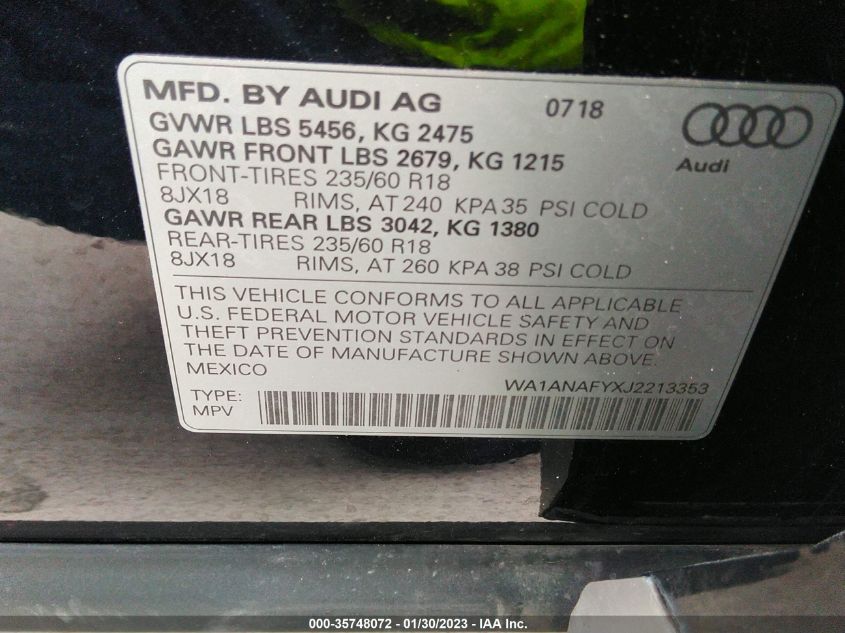 MFD. BY AUDI AG 0718
GVWR LBS 5456, KG 2475
GAWR FRONT LBS 2679, KG 1215
Audi
FRONT-TIRES 235/60 R18
8JX18 RIMS, AT 240 KPA 35 PSI COLD
GAWR REAR LBS 3042, KG 1380
REAR-TIRES 235/60 R18
8JX18 RIMS, AT 260 KPA 38 PSI COLD
THIS VEHICLE CONFORMS TO ALL APPLICABLE
U.S. FEDERAL MOTOR VEHICLE SAFETY AND
THEFT PREVENTION STANDARDS IN EFFECT ON
THE DATE OF MANUFACTURE SHOWN ABOVE.
MEXICO
WA1ANAFYXJ2213353
TYPE:
MPV
000-35748072 - 01/30/2023 - IAA Inc.